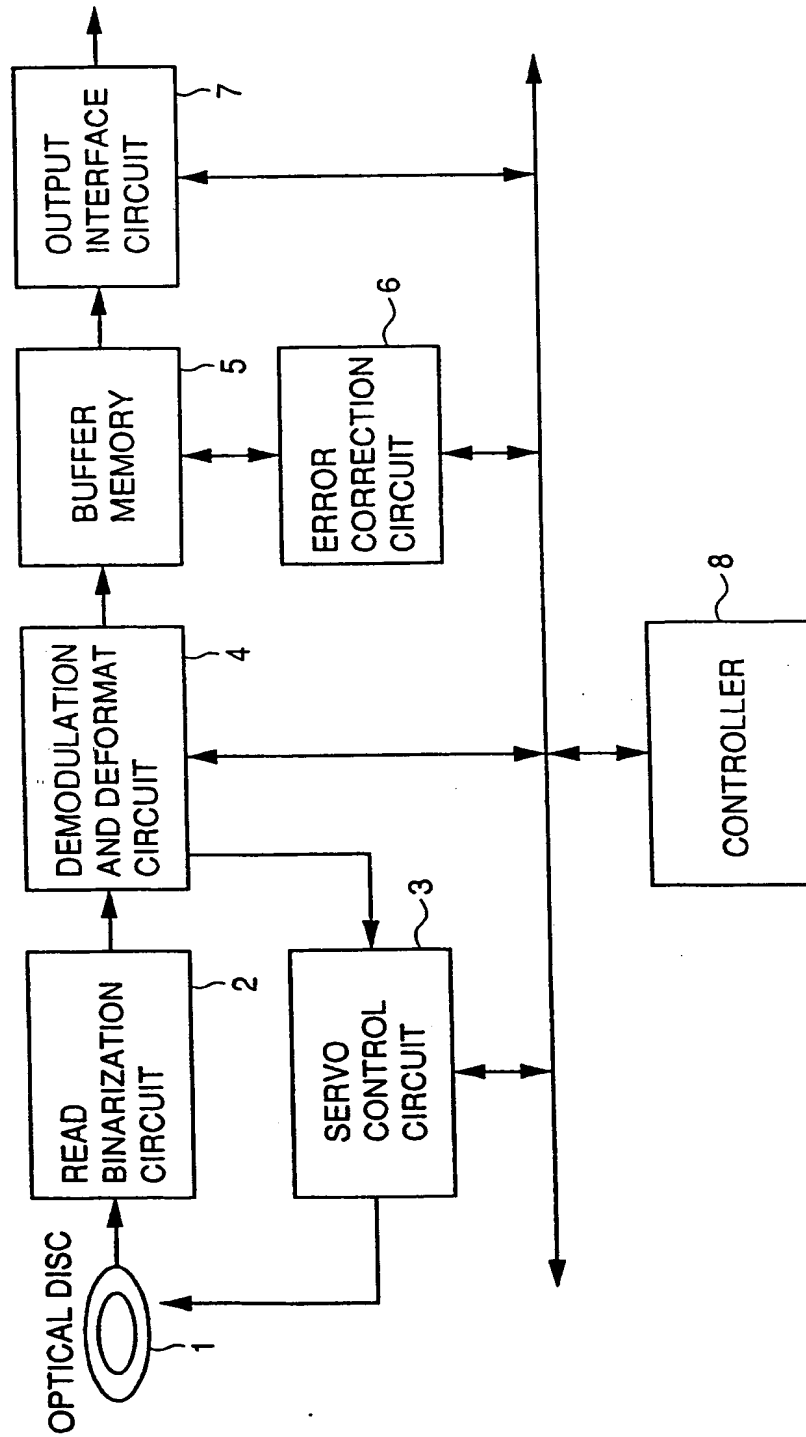 OPTICAL DISC
1
READ
BINARIZATION
CIRCUIT
2
DEMODULATION
AND DEFORMAT
CIRCUIT
4
BUFFER
MEMORY
5
OUTPUT
INTERFACE
CIRCUIT
7
SERVO
CONTROL
CIRCUIT
3
ERROR
CORRECTION
CIRCUIT
6
CONTROLLER
8